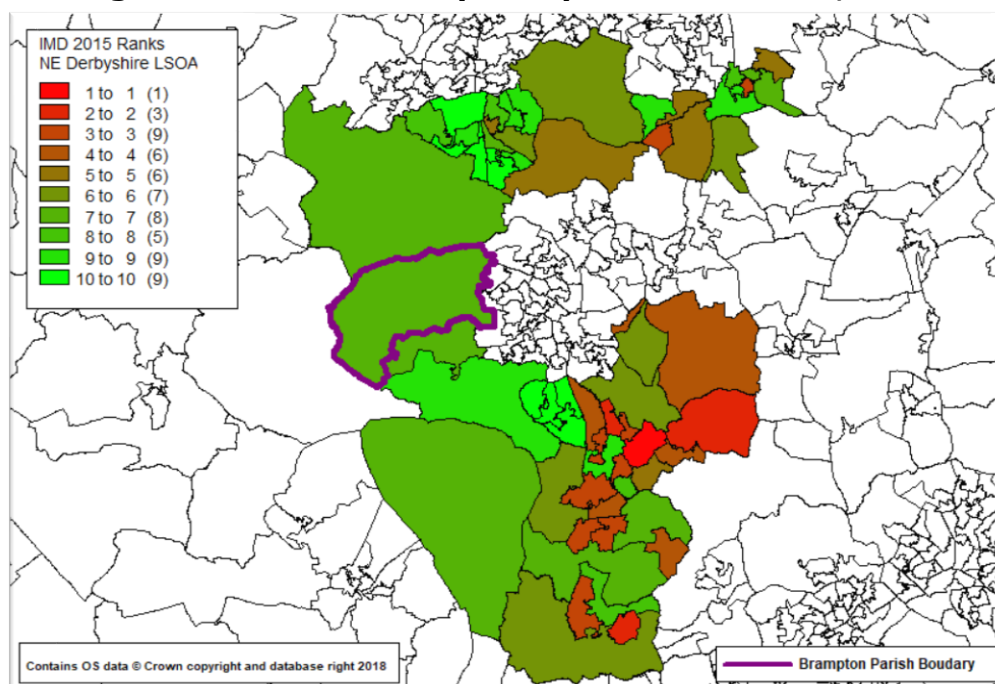 IMD 2015 Ranks
NE Derbyshire LSOA
1 to 1 (1)
2 to 2 (3)
3 to 3 (9)
4 to 4 (6)
5 to 5 (6)
6 to 6 (7)
7 to 7 (8)
8 to 8 (5)
9 to 9 (9)
10 to 10 (9)
Contains OS data © Crown copyright and database right 2018
Brampton Parish Boudary